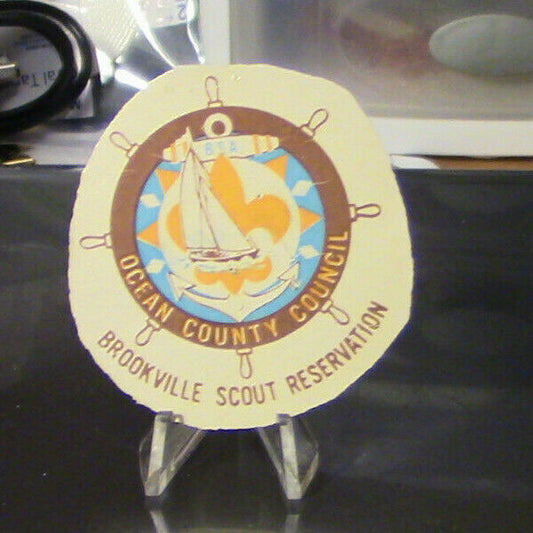 BSA
OCEAN COUNTY COUNCIL
BROOKVILLE SCOUT RESERVATION